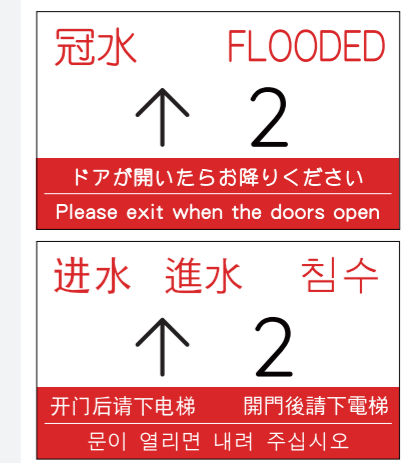 冠水 FLOODED
↑ 2
ドアが開いたらお降りください
Please exit when the doors open
进水 進水 침수
↑ 2
开门后请下电梯 開門後請下電梯
문이 열리면 내려 주십시오